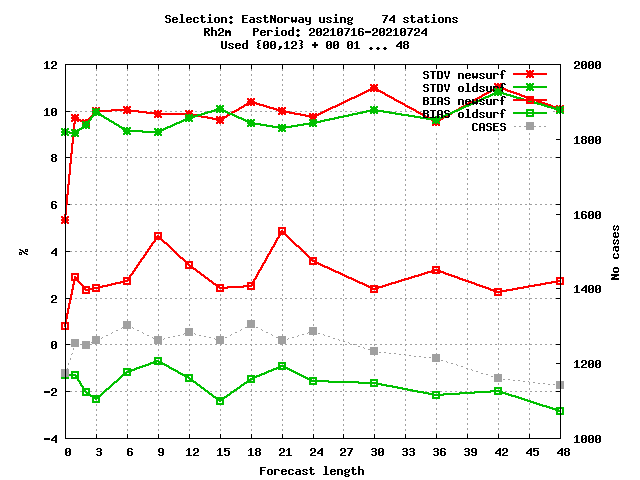 Selection: EastNorway using    74 stations
Rh2m   Period: 20210716-20210724
Used {00,12} + 00 01 ... 48
STDV newsurf
STDV oldsurf
BIAS newsurf
BIAS oldsurf
CASES
12
10
8
6
4
2
0
-2
-4
%
2000
1800
1600
1400
1200
1000
No cases
0 3 6 9 12 15 18 21 24 27 30 33 36 39 42 45 48
Forecast length